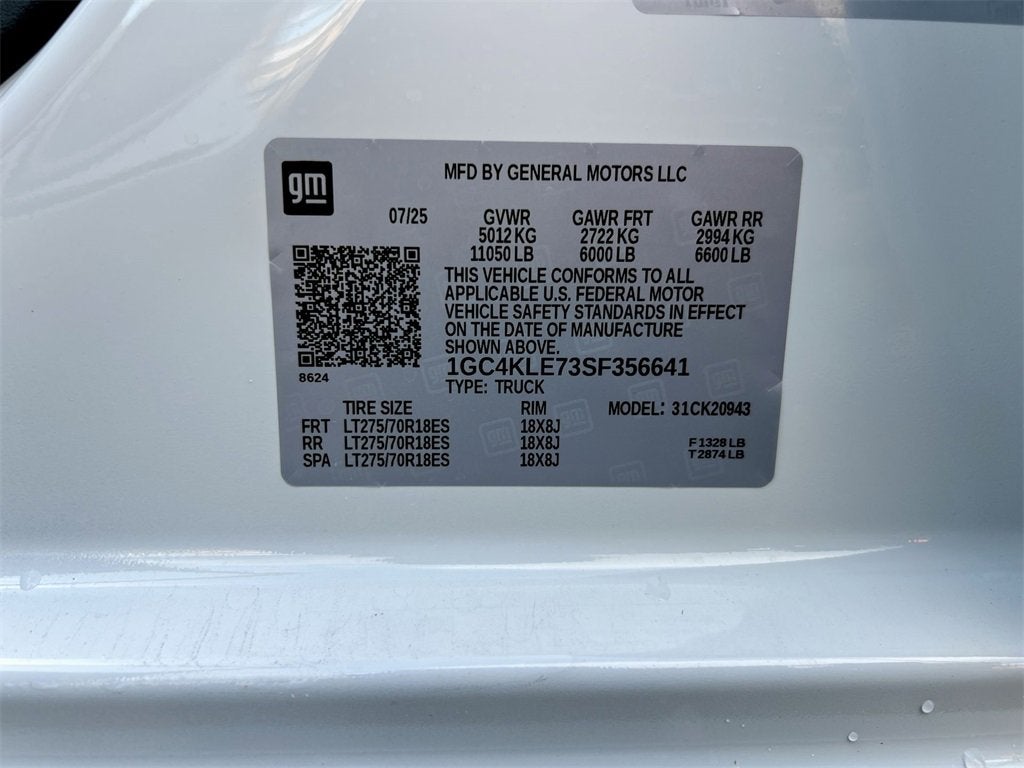 gm
MFD BY GENERAL MOTORS LLC
07/25 GVWR GAWR FRT GAWR RR
5012 KG 2722 KG 2994 KG
11050 LB 6000 LB 6600 LB
THIS VEHICLE CONFORMS TO ALL
APPLICABLE U.S. FEDERAL MOTOR
VEHICLE SAFETY STANDARDS IN EFFECT
ON THE DATE OF MANUFACTURE
SHOWN ABOVE.
8624
1GC4KLE73SF356641
TYPE: TRUCK
TIRE SIZE RIM MODEL: 31CK20943
FRT LT275/70R18ES 18X8J
RR LT275/70R18ES 18X8J F 1328 LB
SPA LT275/70R18ES 18X8J T 2874 LB